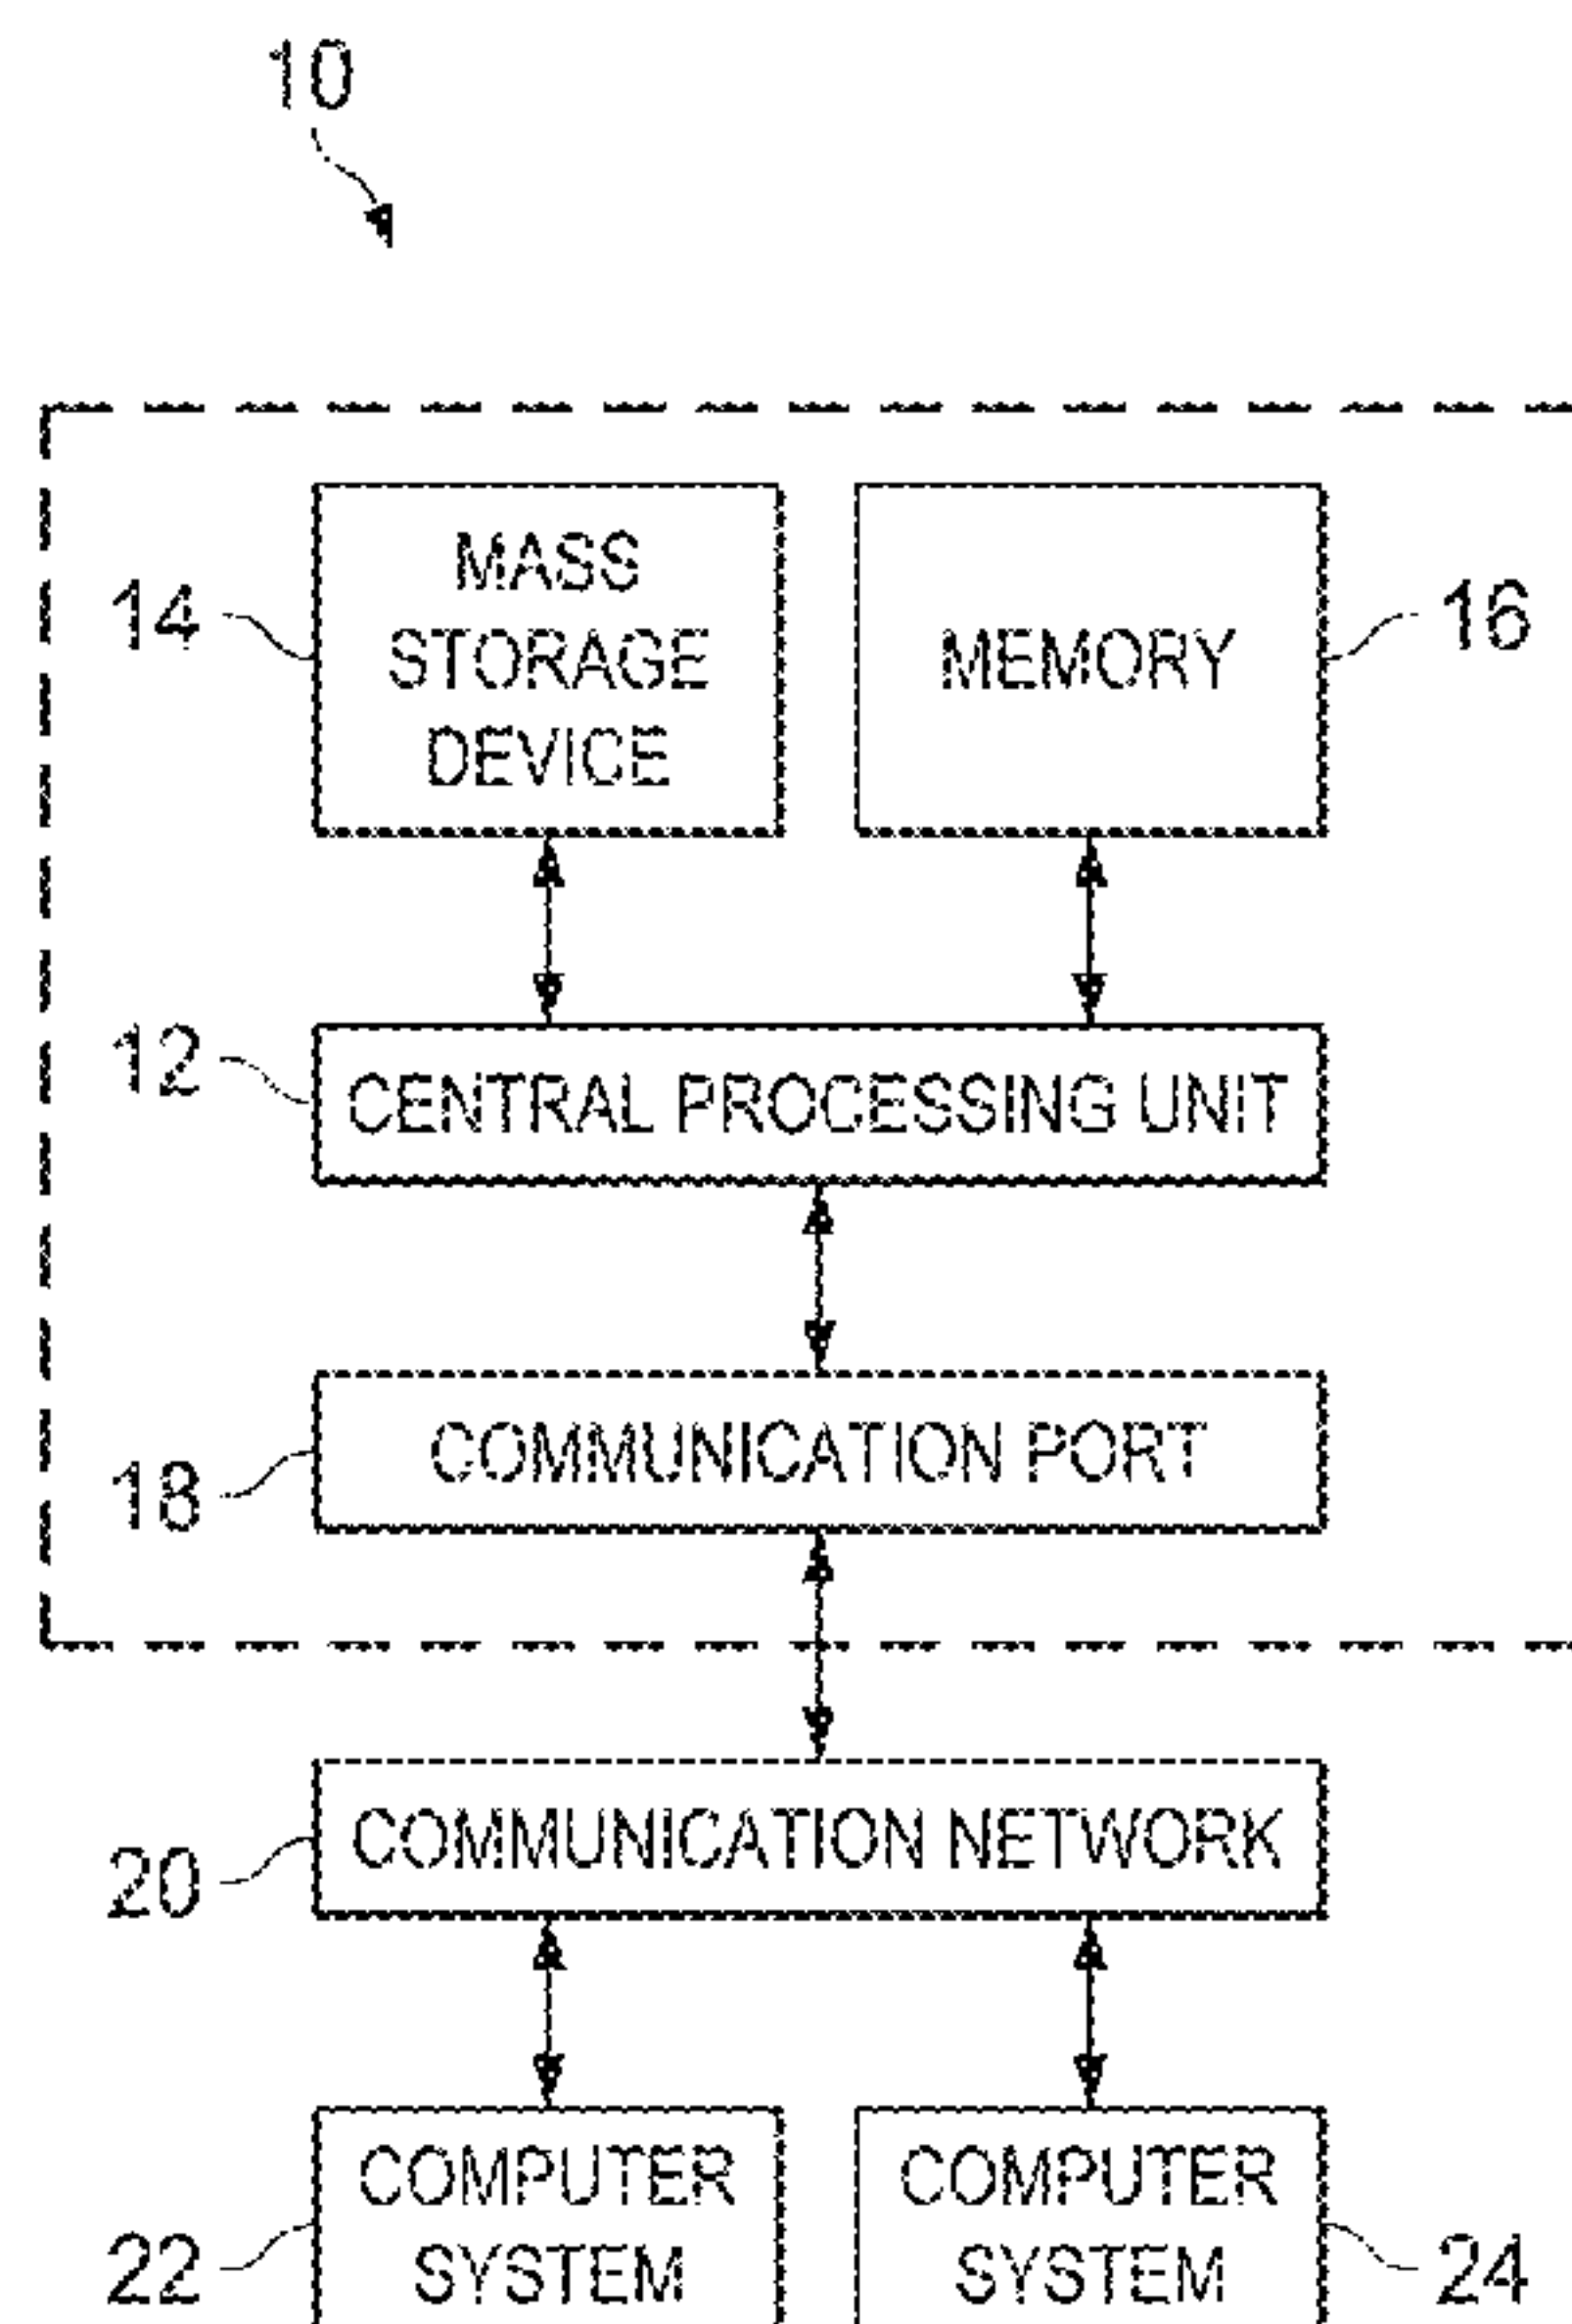 10
MASS
STORAGE
DEVICE
14
MEMORY
16
12
CENTRAL PROCESSING UNIT
18
COMMUNICATION PORT
20
COMMUNICATION NETWORK
22
COMPUTER
SYSTEM
COMPUTER
SYSTEM
24